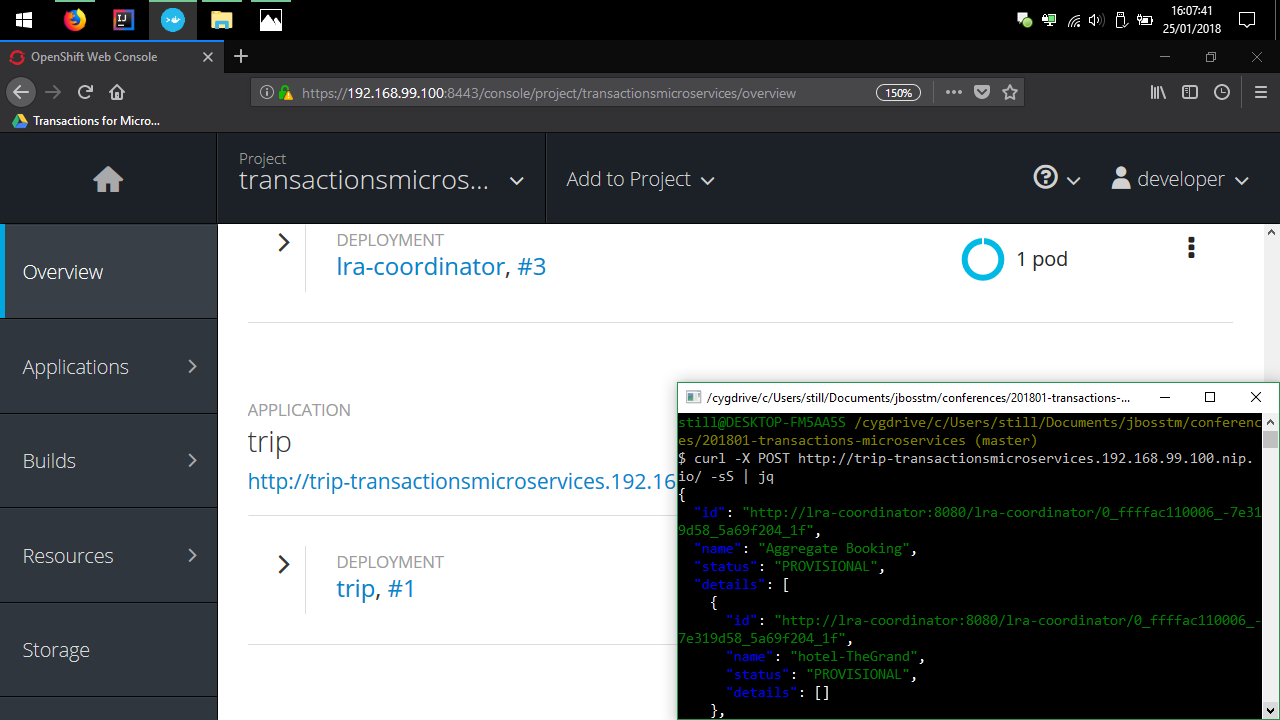 16:07:41
25/01/2018
OpenShift Web Console
https://192.168.99.100:8443/console/project/transactionsmicroservices/overview
150%
Transactions for Micro...
Project
transactionsmicros...
Add to Project
developer
Overview
Applications
Builds
Resources
Storage
DEPLOYMENT
lra-coordinator, #3
1 pod
APPLICATION
trip
http://trip-transactionsmicroservices.192.16
DEPLOYMENT
trip, #1
/cygdrive/c/Users/still/Documents/jbosstm/conferences/201801-transactions-...
still@DESKTOP-FM5AA5S /cygdrive/c/Users/still/Documents/jbosstm/conferenc
es/201801-transactions-microservices (master)
$ curl -X POST http://trip-transactionsmicroservices.192.168.99.100.nip.
io/ -sS | jq
{
"id": "http://lra-coordinator:8080/lra-coordinator/0_ffffac110006_-7e31
9d58_5a69f204_1f",
"name": "Aggregate Booking",
"status": "PROVISIONAL",
"details": [
{
"id": "http://lra-coordinator:8080/lra-coordinator/0_ffffac110006_-
7e319d58_5a69f204_1f",
"name": "hotel-TheGrand",
"status": "PROVISIONAL",
"details": []
},